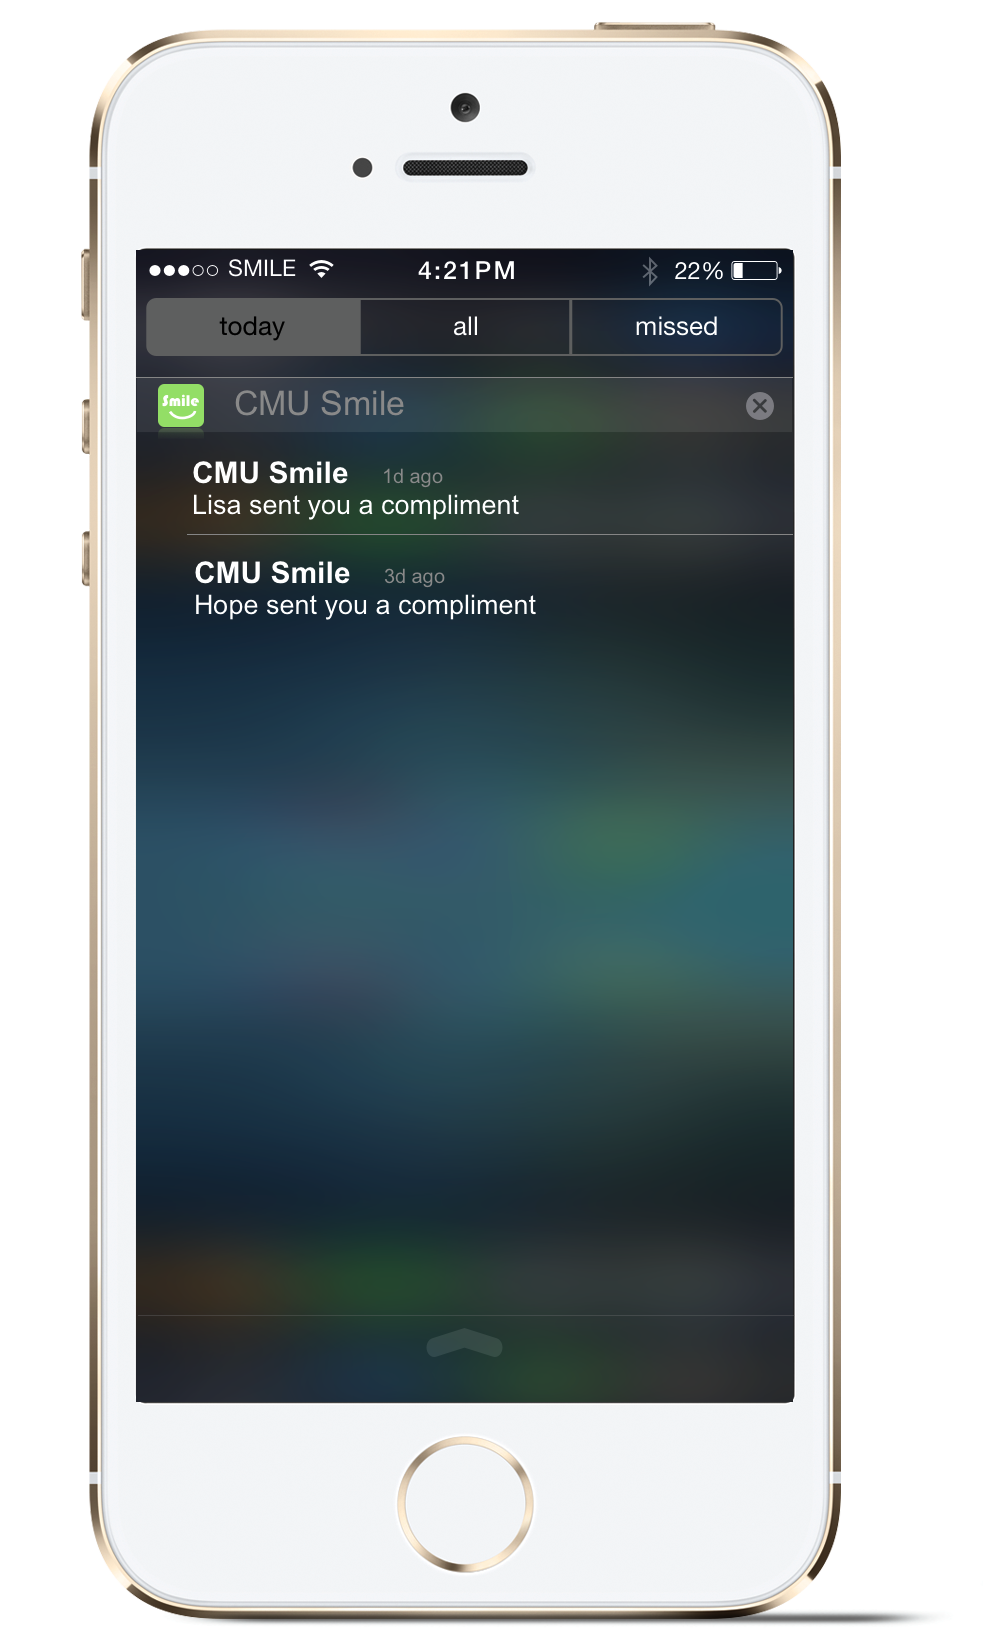 SMILE 4:21PM 22%
today all missed
Smile CMU Smile
CMU Smile 1d ago
Lisa sent you a compliment
CMU Smile 3d ago
Hope sent you a compliment